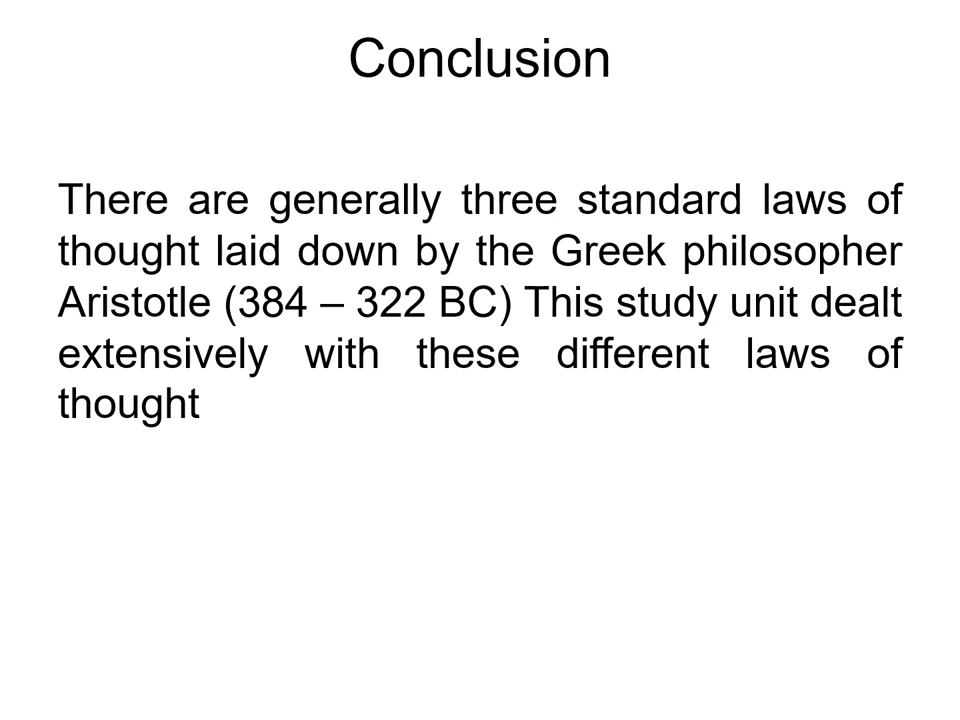 Conclusion
There are generally three standard laws of
thought laid down by the Greek philosopher
Aristotle (384 – 322 BC) This study unit dealt
extensively with these different laws of
thought